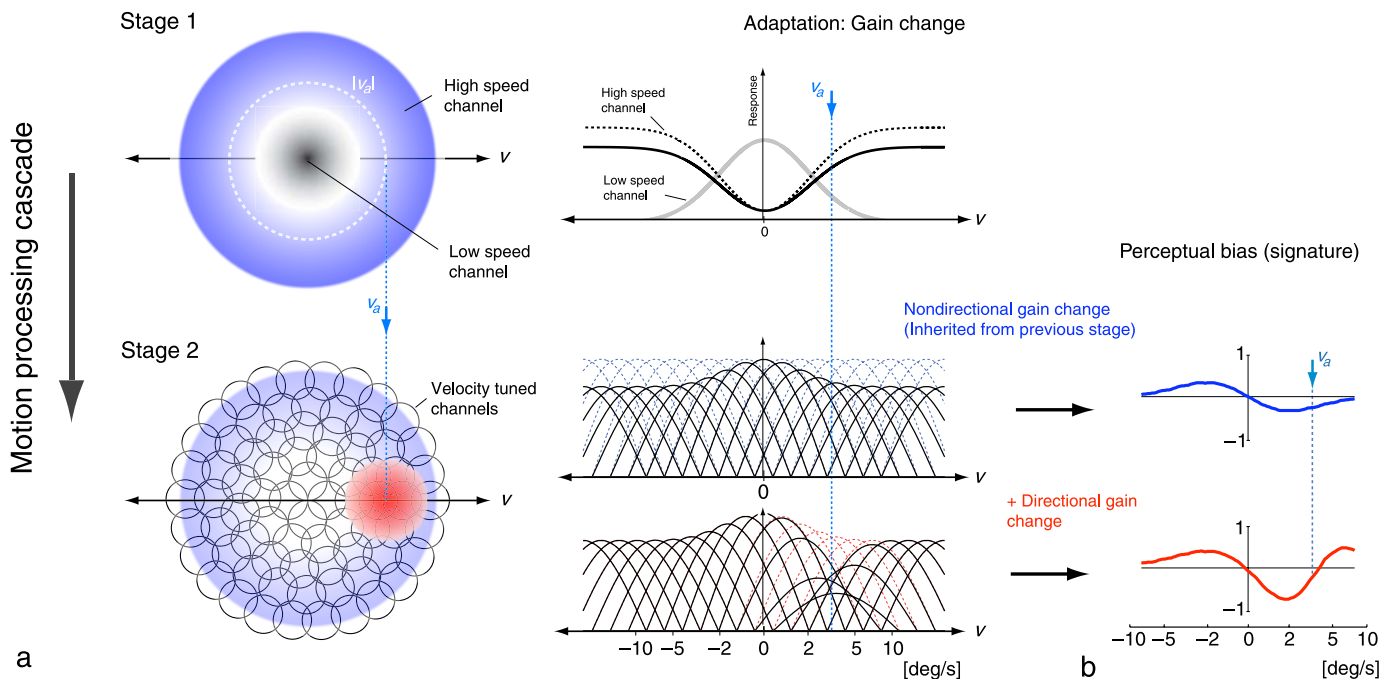 Stage 1
Adaptation: Gain change
|va|
High speed
channel
v
Low speed
channel
va
Stage 2
Velocity tuned
channels
v
Motion processing cascade
a
High speed
channel
Response
va
Low speed
channel
0
v
Perceptual bias (signature)
Nondirectional gain change
(Inherited from previous stage)
0
v
1
va
−1
+ Directional gain
change
1
−1
v
−10 −5 −2 0 2 5 10
[deg/s]
b
−10 −5 −2 0 2 5 10
[deg/s]